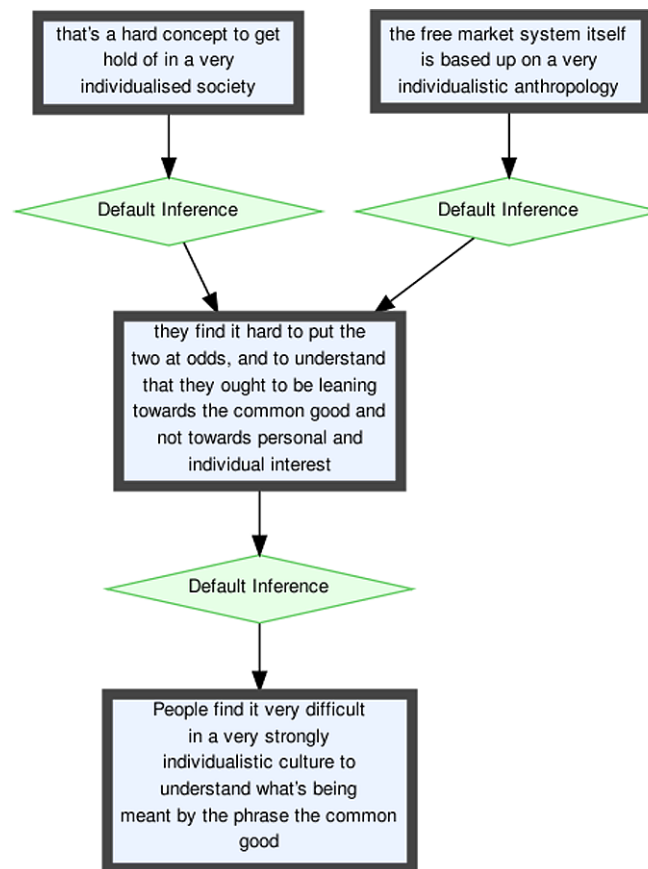 that's a hard concept to get
hold of in a very
individualised society
the free market system itself
is based up on a very
individualistic anthropology
Default Inference
Default Inference
they find it hard to put the
two at odds, and to understand
that they ought to be leaning
towards the common good and
not towards personal and
individual interest
Default Inference
People find it very difficult
in a very strongly
individualistic culture to
understand what's being
meant by the phrase the common
good